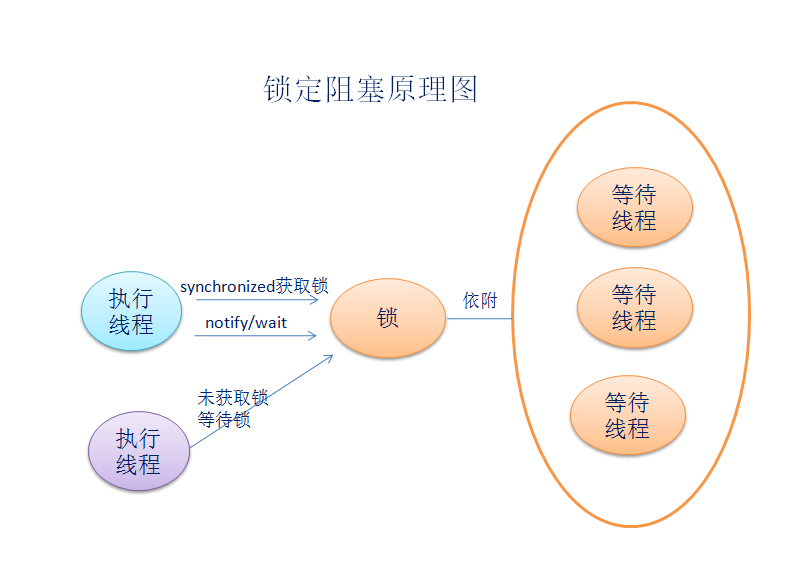 锁定阻塞原理图
等待
线程
synchronized获取锁
执行
线程
notify/wait
锁
依附
等待
线程
未获取锁
等待锁
执行
线程
等待
线程